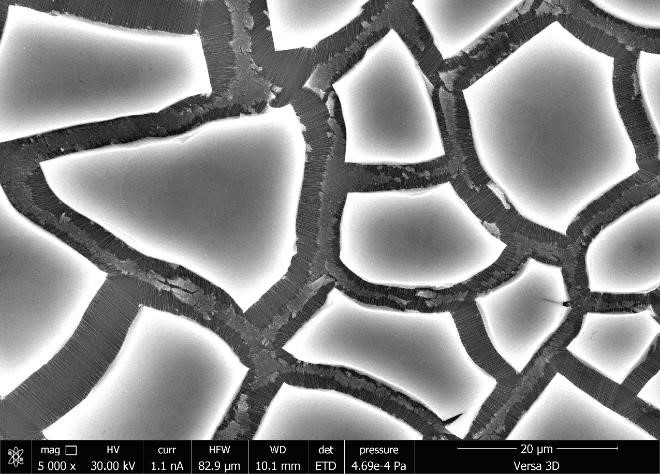 mag □ HV curr HFW WD det pressure 20 µm
5 000 x 30.00 kV 1.1 nA 82.9 µm 10.1 mm ETD 4.69e-4 Pa Versa 3D